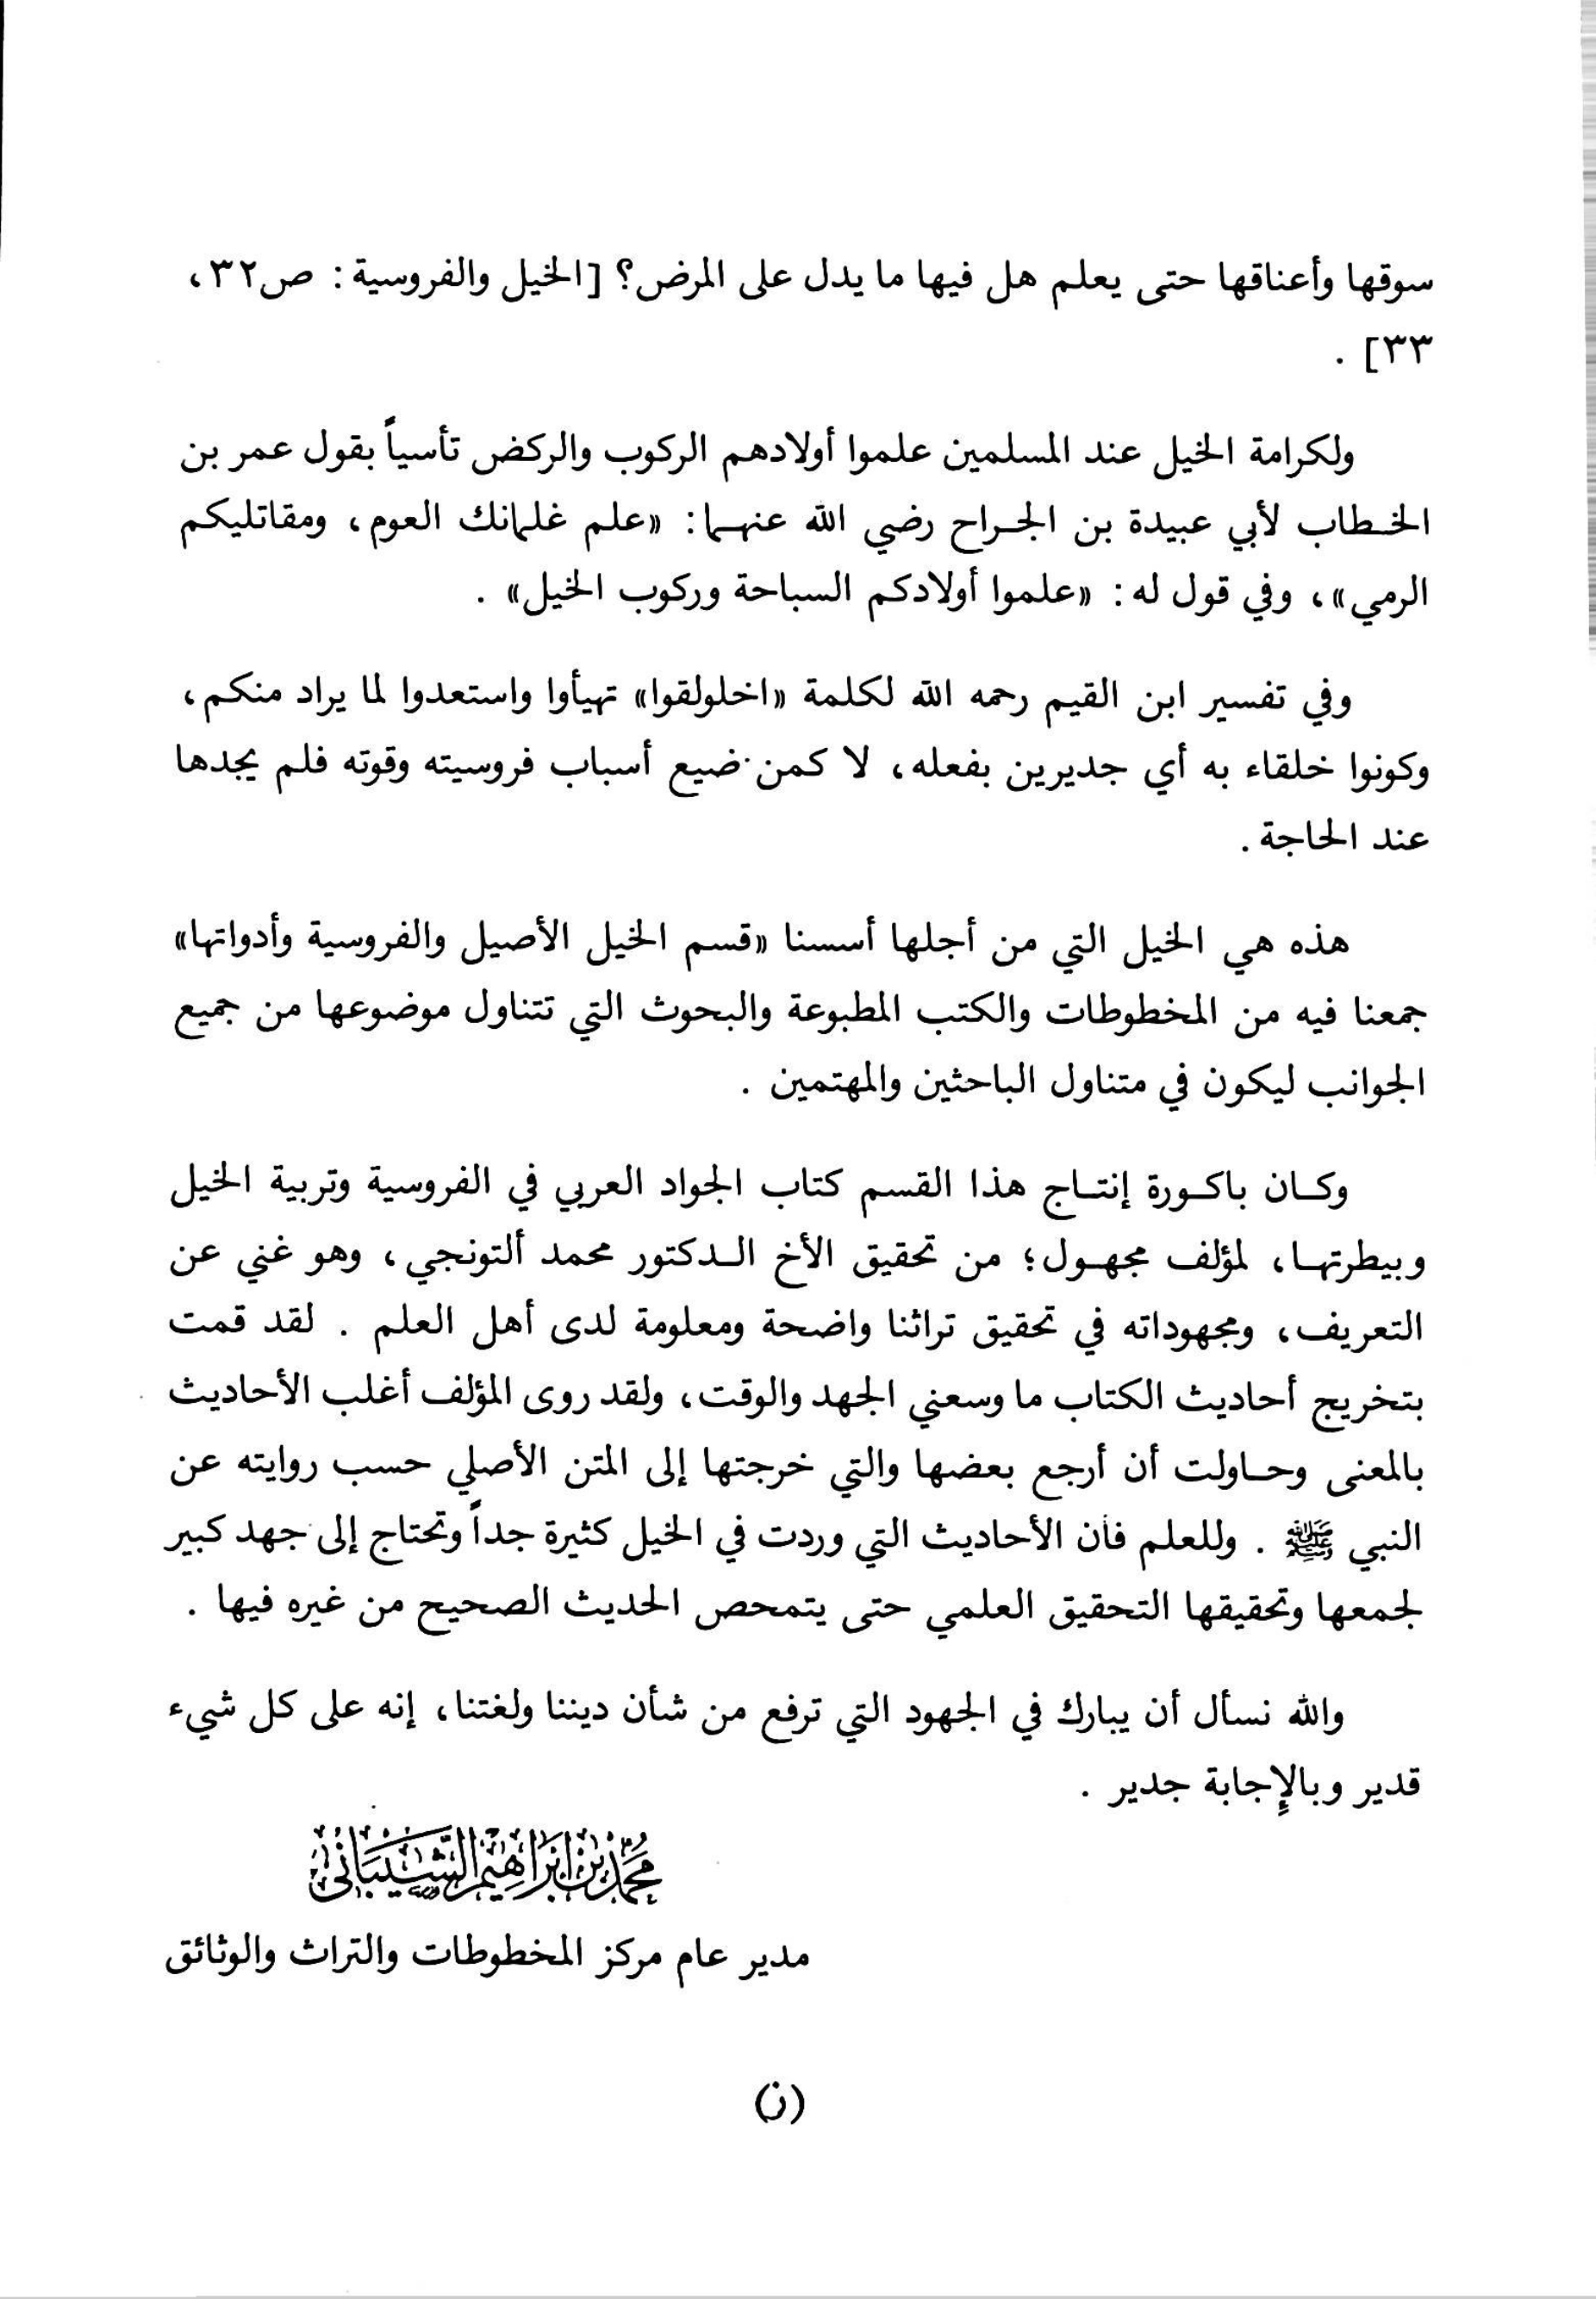 سوقها وأعناقها حتى يعلم هل فيها ما يدل على المرض؟ [الخيل والفروسية: ص٣٢،
٣٣] .
ولكرامة الخيل عند المسلمين علموا أولادهم الركوب والركض تأسياً بقول عمر بن
الخطاب لأبي عبيدة بن الجراح رضي الله عنهما: «علم غلمانك العوم، ومقاتليكم
الرمي»، وفي قول له: «علموا أولادكم السباحة وركوب الخيل» .
وفي تفسير ابن القيم رحمه الله لكلمة «اخلولقوا» تهيأوا واستعدوا لما يراد منكم،
وكونوا خلقاء به أي جديرين بفعله، لا كمن ضيع أسباب فروسيته وقوته فلم يجدها
عند الحاجة .
هذه هي الخيل التي من أجلها أسسنا «قسم الخيل الأصيل والفروسية وأدواتها»
جمعنا فيه من المخطوطات والكتب المطبوعة والبحوث التي تتناول موضوعها من جميع
الجوانب ليكون في متناول الباحثين والمهتمين .
وكان باكورة إنتاج هذا القسم كتاب الجواد العربي في الفروسية وتربية الخيل
وبيطرتها، لمؤلف مجهول؛ من تحقيق الأخ الدكتور محمد ألتونجي، وهو غني عن
التعريف، ومجهوداته في تحقيق تراثنا واضحة ومعلومة لدى أهل العلم . لقد قمت
بتخريج أحاديث الكتاب ما وسعني الجهد والوقت، ولقد روى المؤلف أغلب الأحاديث
بالمعنى وحاولت أن أرجع بعضها والتي خرجتها إلى المتن الأصلي حسب روايته عن
النبي ﷺ . وللعلم فأن الأحاديث التي وردت في الخيل كثيرة جداً وتحتاج إلى جهد كبير
لجمعها وتحقيقها التحقيق العلمي حتى يتمحص الحديث الصحيح من غيره فيها .
والله نسأل أن يبارك في الجهود التي ترفع من شأن ديننا ولغتنا، إنه على كل شيء
قدير وبالإجابة جدير .
محمد بن إبراهيم الشيباني
مدير عام مركز المخطوطات والتراث والوثائق
(ن)